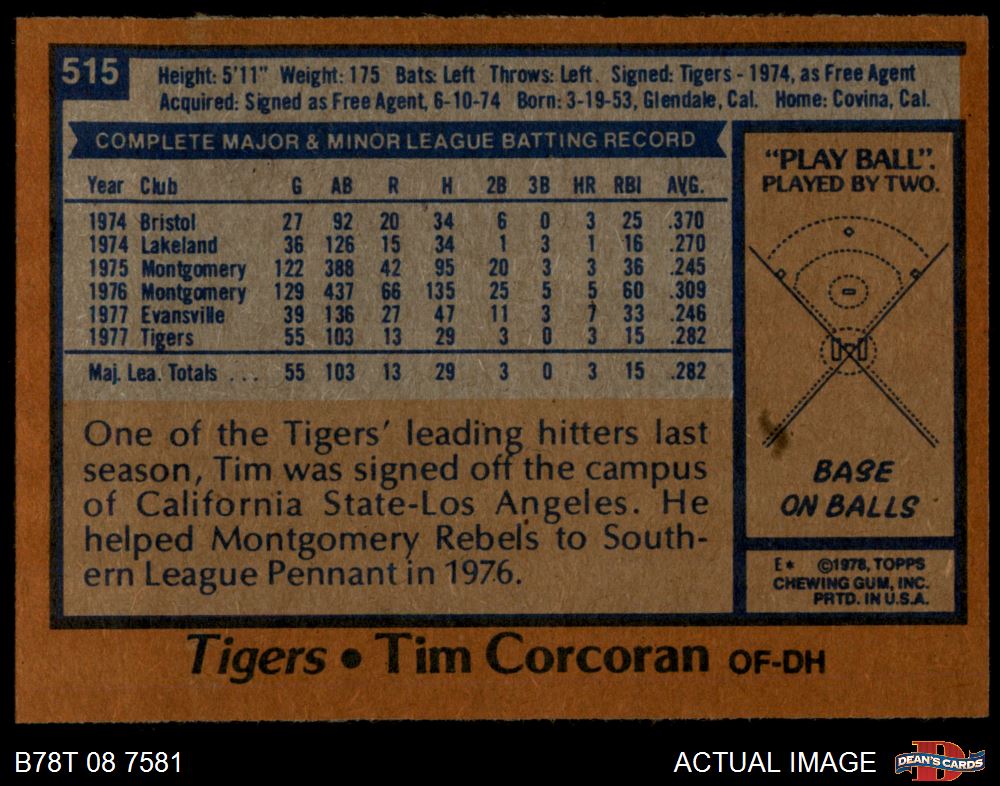 515
Height: 5'11" Weight: 175 Bats: Left Throws: Left. Signed: Tigers - 1974, as Free Agent
Acquired: Signed as Free Agent, 6-10-74 Born: 3-19-53, Glendale, Cal. Home: Covina, Cal.
COMPLETE MAJOR & MINOR LEAGUE BATTING RECORD
Year Club G AB R H 2B 3B HR RBI AVG.
1974 Bristol 27 92 20 34 6 0 3 25 .370
1974 Lakeland 36 126 15 34 1 3 1 16 .270
1975 Montgomery 122 388 42 95 20 3 3 36 .245
1976 Montgomery 129 437 66 135 25 5 5 60 .309
1977 Evansville 39 136 27 47 11 3 7 33 .246
1977 Tigers 55 103 13 29 3 0 3 15 .282
Maj. Lea. Totals ... 55 103 13 29 3 0 3 15 .282
One of the Tigers' leading hitters last
season, Tim was signed off the campus
of California State-Los Angeles. He
helped Montgomery Rebels to South-
ern League Pennant in 1976.
"PLAY BALL".
PLAYED BY TWO.
BASE
ON BALLS
E* ©1978, TOPPS
CHEWING GUM, INC.
PRTD. IN U.S.A.
Tigers • Tim Corcoran OF-DH
B78T 08 7581
ACTUAL IMAGE
D
DEAN'S CARDS